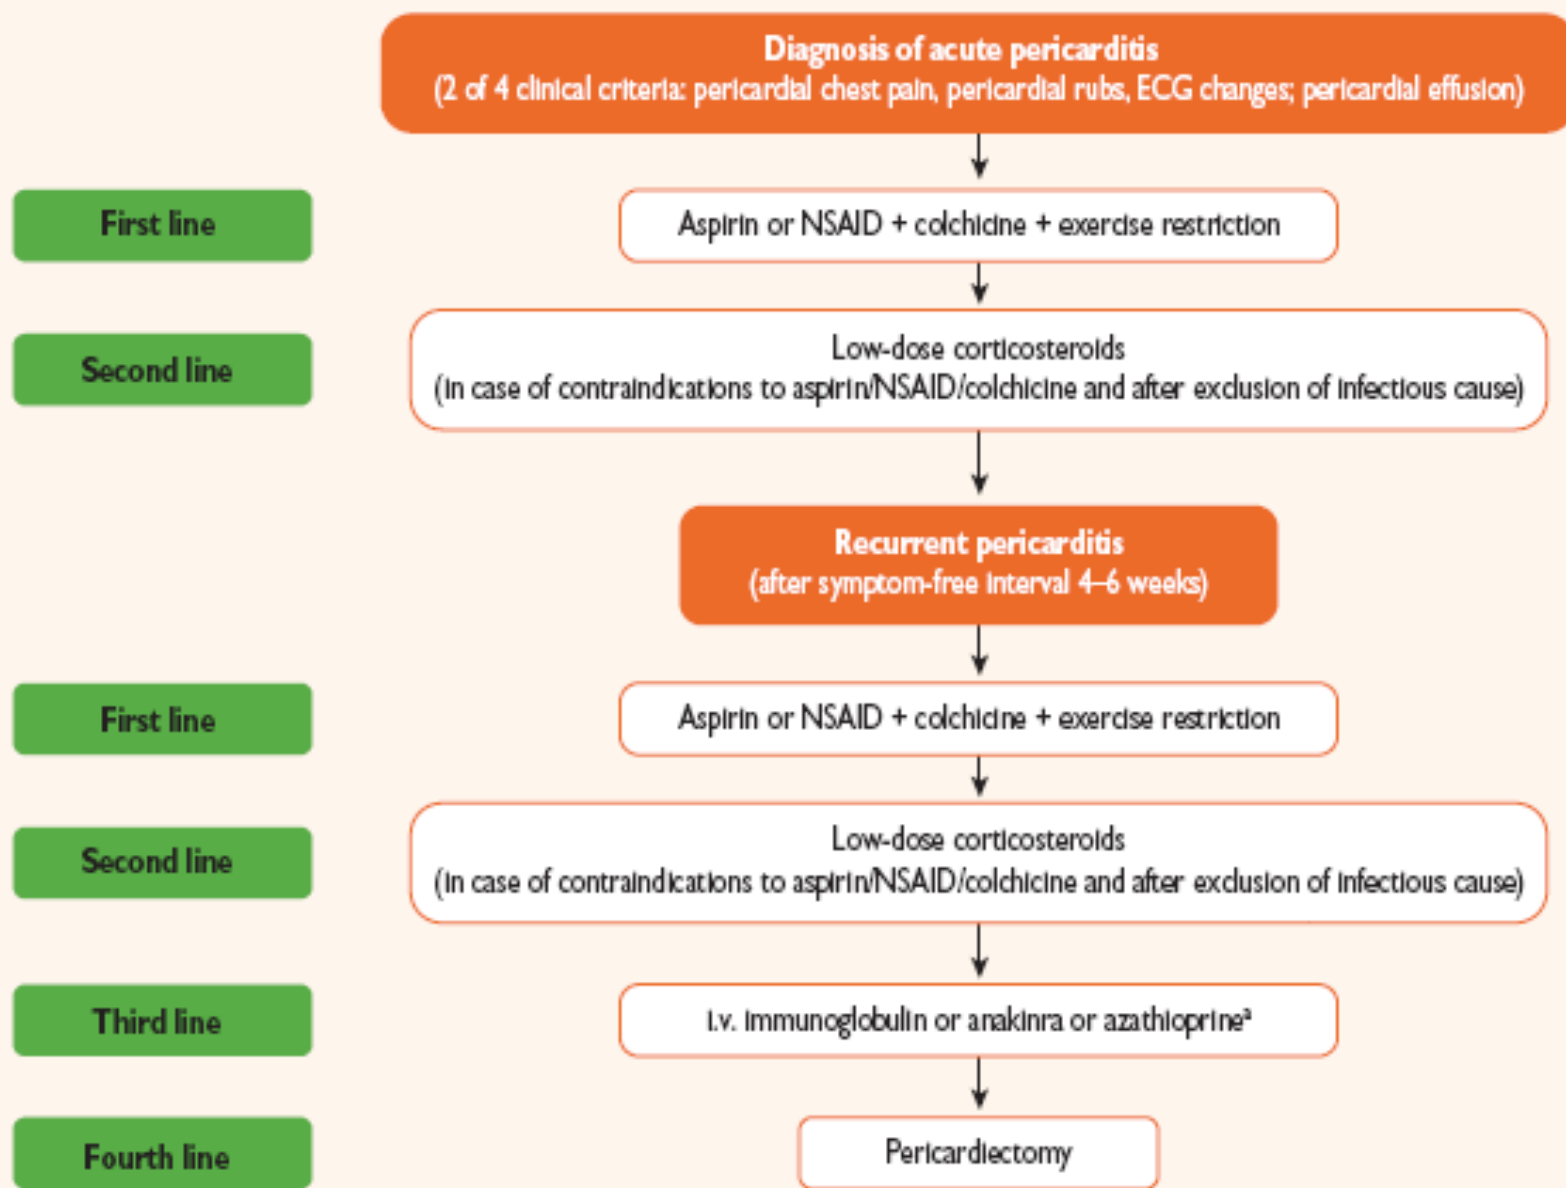 Diagnosis of acute pericarditis
(2 of 4 clinical criteria: pericardial chest pain, pericardial rubs, ECG changes; pericardial effusion)
First line
Aspirin or NSAID + colchicine + exercise restriction
Second line
Low-dose corticosteroids
(in case of contraindications to aspirin/NSAID/colchicine and after exclusion of infectious cause)
Recurrent pericarditis
(after symptom-free interval 4–6 weeks)
First line
Aspirin or NSAID + colchicine + exercise restriction
Second line
Low-dose corticosteroids
(in case of contraindications to aspirin/NSAID/colchicine and after exclusion of infectious cause)
Third line
i.v. immunoglobulin or anakinra or azathioprineᵃ
Fourth line
Pericardiectomy